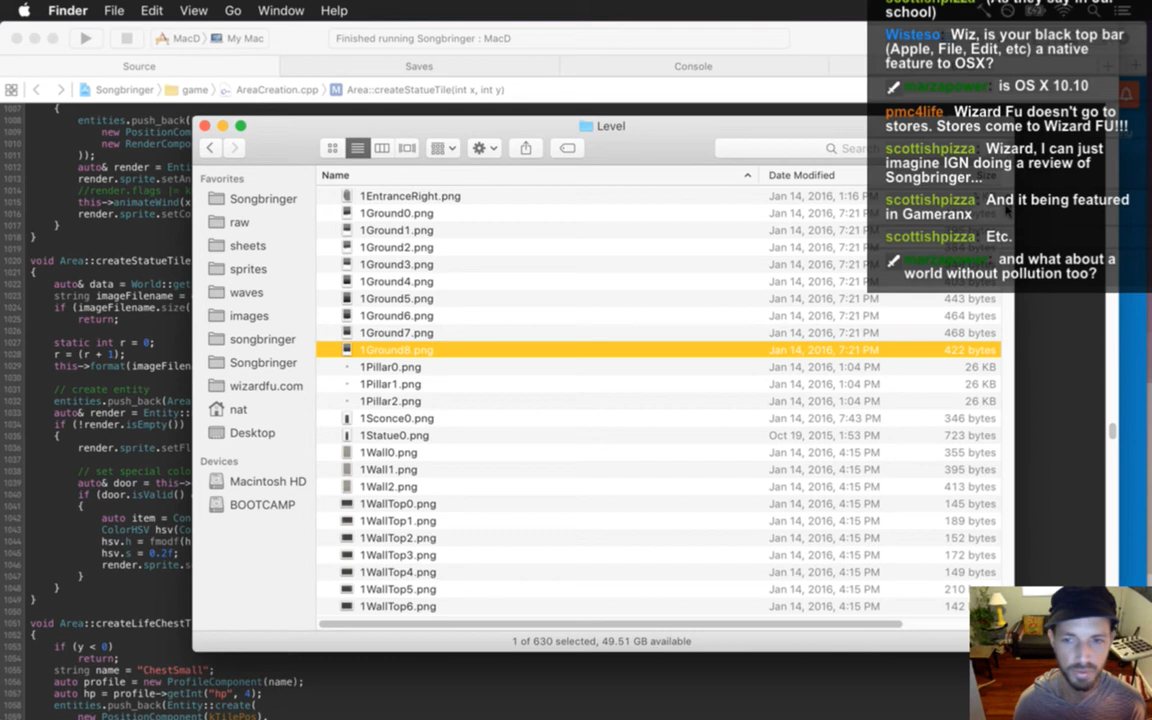 Finder File Edit View Go Window Help
school)
Wisteso: Wiz, is your black top bar
(Apple, File, Edit, etc) a native
feature to OSX?
marzapower: is OS X 10.10
pmc4life Wizard Fu doesn't go to
stores. Stores come to Wizard FU!!!
scottishpizza: Wizard, I can just
imagine IGN doing a review of
Songbringer...
scottishpizza: And it being featured
in Gameranx
scottishpizza: Etc.
marzapower: and what about a
world without pollution too?
MacD My Mac
Finished running Songbringer : MacD
Source Saves Console
Songbringer game AreaCreation.cpp Area::createStatueTile(int x, int y)
Level
Name Date Modified
Favorites
Songbringer
raw
sheets
sprites
waves
images
songbringer
Songbringer
wizardfu.com
nat
Desktop
Devices
Macintosh HD
BOOTCAMP
1EntranceRight.png Jan 14, 2016, 1:16 PM
1Ground0.png Jan 14, 2016, 7:21 PM
1Ground1.png Jan 14, 2016, 7:21 PM
1Ground2.png Jan 14, 2016, 7:21 PM
1Ground3.png Jan 14, 2016, 7:21 PM
1Ground4.png Jan 14, 2016, 7:21 PM
1Ground5.png Jan 14, 2016, 7:21 PM 443 bytes
1Ground6.png Jan 14, 2016, 7:21 PM 464 bytes
1Ground7.png Jan 14, 2016, 7:21 PM 468 bytes
1Ground8.png Jan 14, 2016, 7:21 PM 422 bytes
1Pillar0.png Jan 14, 2016, 1:04 PM 26 KB
1Pillar1.png Jan 14, 2016, 1:04 PM 26 KB
1Pillar2.png Jan 14, 2016, 1:04 PM 26 KB
1Sconce0.png Jan 14, 2016, 7:43 PM 346 bytes
1Statue0.png Oct 19, 2015, 1:53 PM 723 bytes
1Wall0.png Jan 14, 2016, 4:15 PM 355 bytes
1Wall1.png Jan 14, 2016, 4:15 PM 395 bytes
1Wall2.png Jan 14, 2016, 4:15 PM 413 bytes
1WallTop0.png Jan 14, 2016, 4:15 PM 145 bytes
1WallTop1.png Jan 14, 2016, 4:15 PM 189 bytes
1WallTop2.png Jan 14, 2016, 4:15 PM 152 bytes
1WallTop3.png Jan 14, 2016, 4:15 PM 172 bytes
1WallTop4.png Jan 14, 2016, 4:15 PM 149 bytes
1WallTop5.png Jan 14, 2016, 4:15 PM 210
1WallTop6.png Jan 14, 2016, 4:15 PM 142
1 of 630 selected, 49.51 GB available
{
entities.push_back(
new PositionCom
new RenderCompo
));
auto& render = Enti
render.sprite.setAn
//render.flags |= k
this->animateWind(x
render.sprite.setCo
}
}
void Area::createStatueTile
{
auto& data = World::get
string imageFilename =
if (imageFilename.size(
return;
static int r = 0;
r = (r + 1);
this->format(imageFilen
// create entity
entities.push_back(Area
auto& render = Entity::
if (!render.isEmpty())
{
render.sprite.setFl
// set special colo
auto& door = this->
if (door.isValid()
{
auto item = Con
ColorHSV hsv(Co
hsv.h = fmodf(h
hsv.s = 0.2f;
render.sprite.s
}
}
}
void Area::createLifeChestT
{
if (y < 0)
return;
string name = "ChestSmall";
auto profile = new ProfileComponent(name);
auto hp = profile->getInt("hp", 4);
entities.push_back(Entity::create(
new PositionComponent(kTilePos),